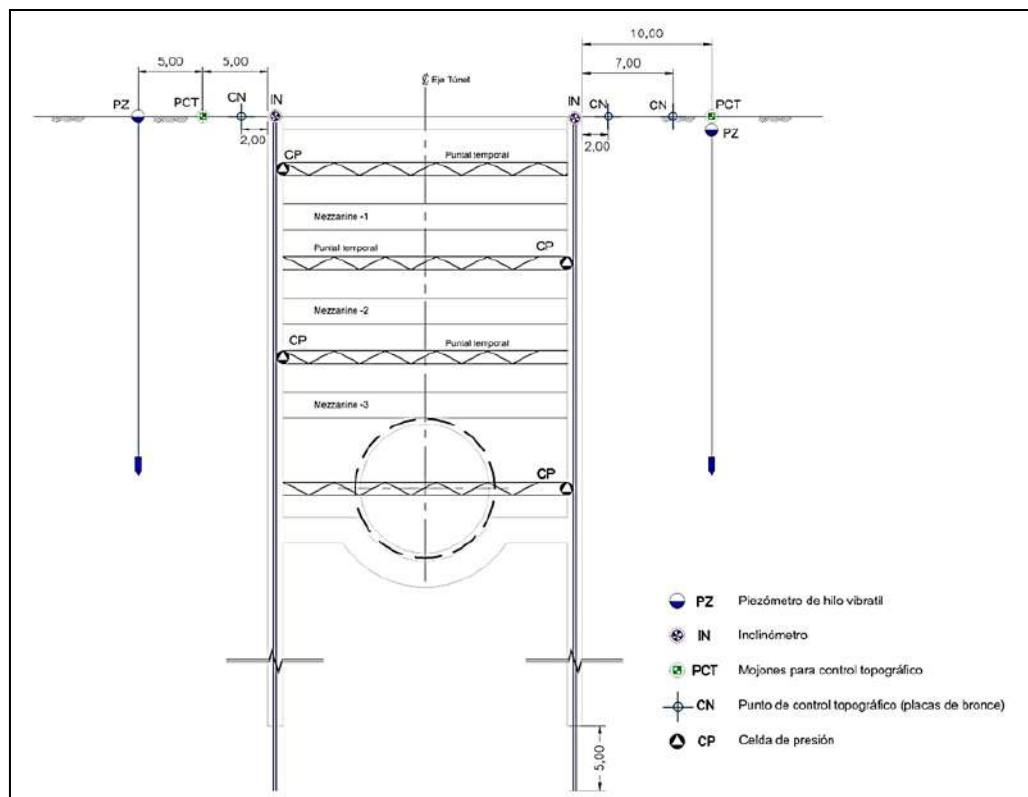 10,00
5,00
5,00
7,00
℄ Eje Túnel
PZ
PCT
CN
IN
IN
CN
CN
PCT
PZ
2,00
2,00
CP
Puntal temporal
Mezzanine -1
Puntal temporal
CP
Mezzanine -2
CP
Puntal temporal
Mezzanine -3
CP
PZ Piezómetro de hilo vibratil
IN Inclinómetro
PCT Mojones para control topográfico
CN Punto de control topográfico (placas de bronce)
CP Celda de presión
5,00